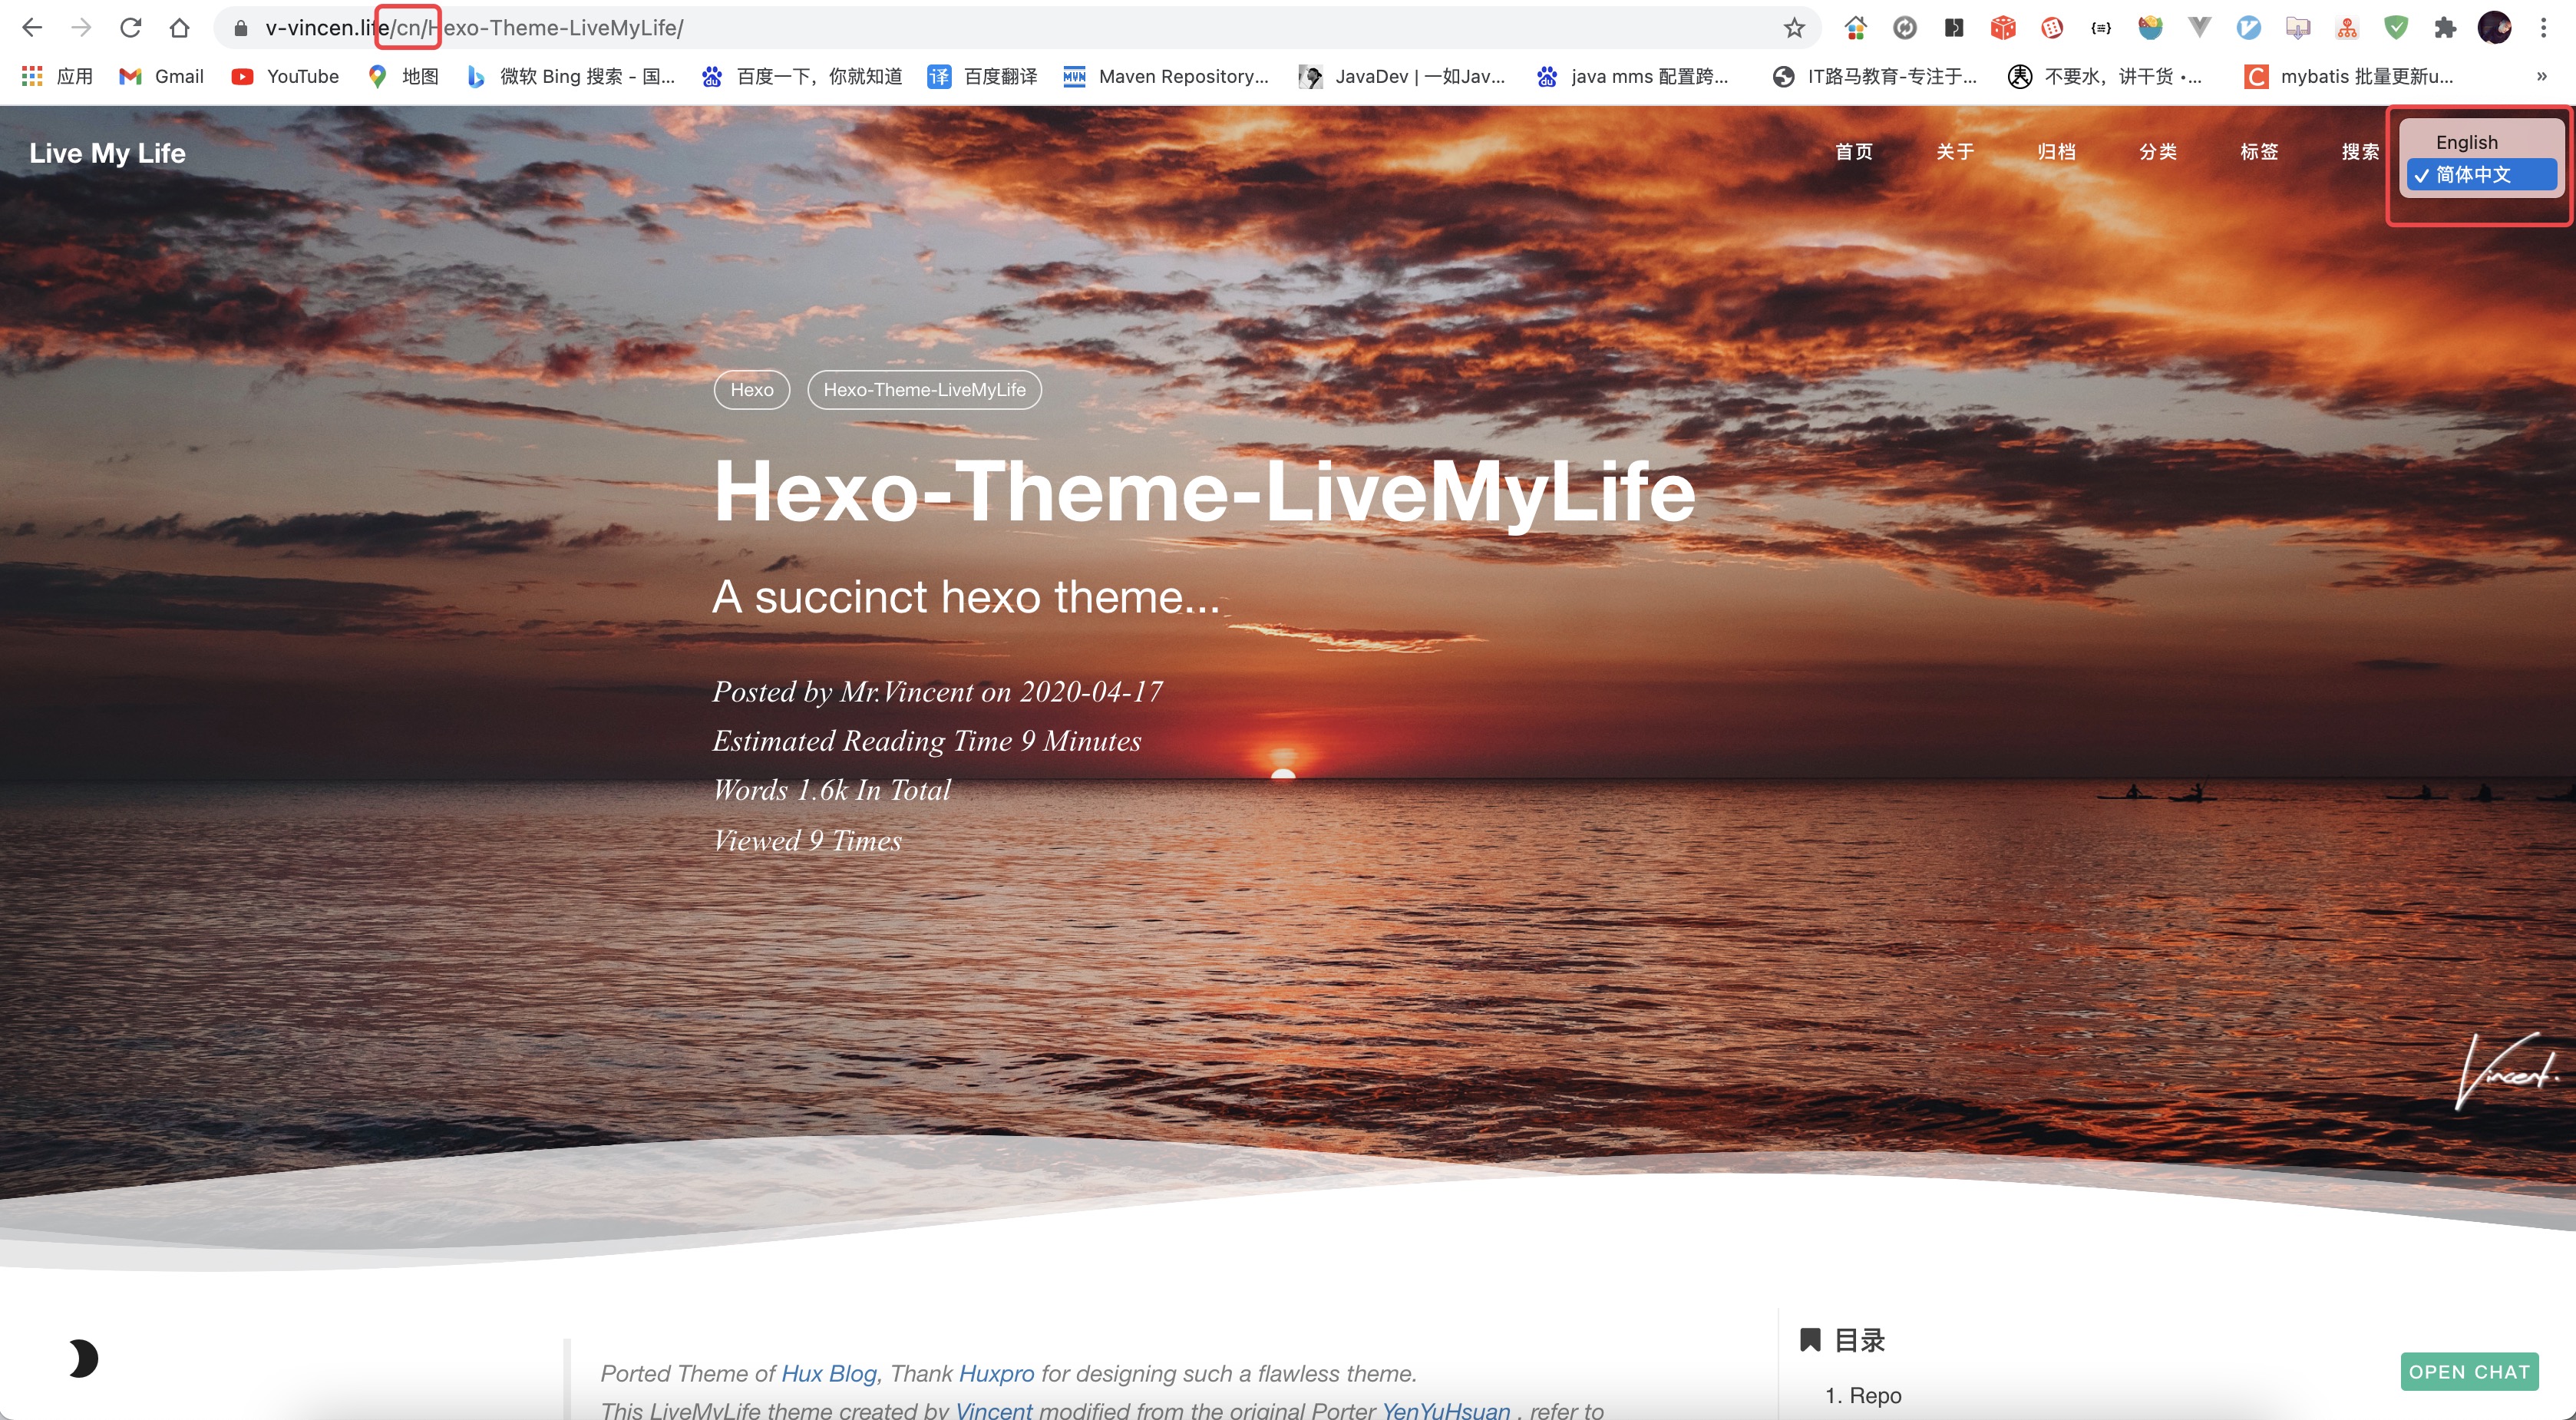 v-vincen.life/cn/Hexo-Theme-LiveMyLife/
应用 Gmail YouTube 地图 微软 Bing 搜索 - 国... 百度一下，你就知道 译 百度翻译 MVN Maven Repository... JavaDev | 一如Jav... du java mms 配置跨... IT路马教育-专注于... 不要水，讲干货 •... C mybatis 批量更新u... »
Live My Life 首页 关于 归档 分类 标签 搜索
English
✓ 简体中文
Hexo Hexo-Theme-LiveMyLife
Hexo-Theme-LiveMyLife
A succinct hexo theme...
Posted by Mr.Vincent on 2020-04-17
Estimated Reading Time 9 Minutes
Words 1.6k In Total
Viewed 9 Times
Vincent.
目录
Ported Theme of Hux Blog, Thank Huxpro for designing such a flawless theme.
OPEN CHAT
1. Repo
This LiveMyLife theme created by Vincent modified from the original Porter YenYuHsuan , refer to